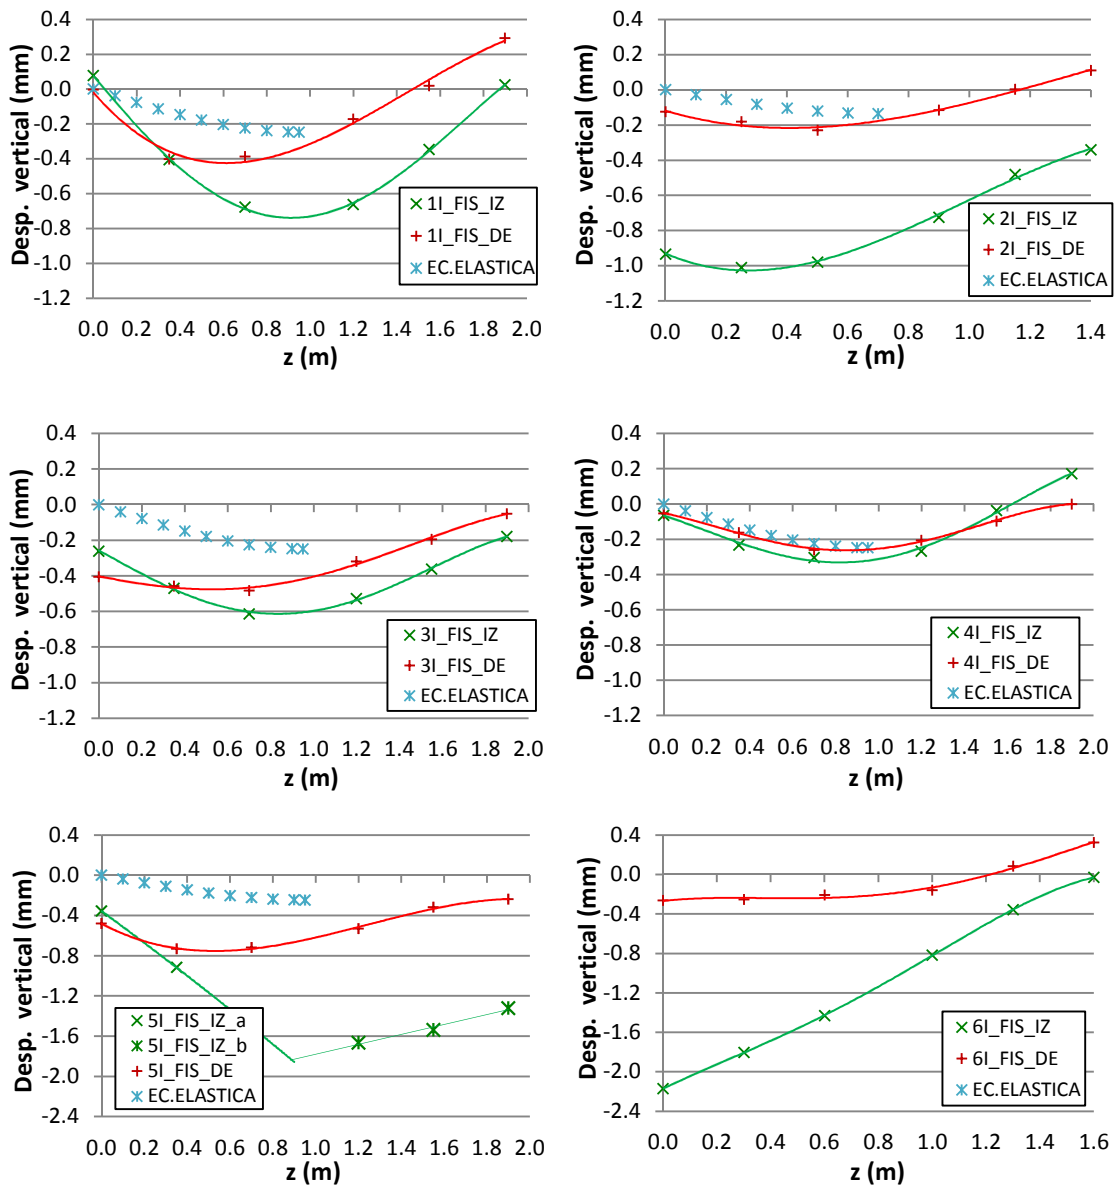 0.4
0.2
0.0
-0.2
-0.4
-0.6
-0.8
-1.0
-1.2
Desp. vertical (mm)
1I_FIS_IZ
1I_FIS_DE
EC.ELASTICA
0.0 0.2 0.4 0.6 0.8 1.0 1.2 1.4 1.6 1.8 2.0
z (m)
0.4
0.2
0.0
-0.2
-0.4
-0.6
-0.8
-1.0
-1.2
Desp. vertical (mm)
2I_FIS_IZ
2I_FIS_DE
EC.ELASTICA
0.0 0.2 0.4 0.6 0.8 1.0 1.2 1.4
z (m)
0.4
0.2
0.0
-0.2
-0.4
-0.6
-0.8
-1.0
-1.2
Desp. vertical (mm)
3I_FIS_IZ
3I_FIS_DE
EC.ELASTICA
0.0 0.2 0.4 0.6 0.8 1.0 1.2 1.4 1.6 1.8 2.0
z (m)
0.4
0.2
0.0
-0.2
-0.4
-0.6
-0.8
-1.0
-1.2
Desp. vertical (mm)
4I_FIS_IZ
4I_FIS_DE
EC.ELASTICA
0.0 0.2 0.4 0.6 0.8 1.0 1.2 1.4 1.6 1.8 2.0
z (m)
0.4
0.0
-0.4
-0.8
-1.2
-1.6
-2.0
-2.4
Desp. vertical (mm)
5I_FIS_IZ_a
5I_FIS_IZ_b
5I_FIS_DE
EC.ELASTICA
0.0 0.2 0.4 0.6 0.8 1.0 1.2 1.4 1.6 1.8 2.0
z (m)
0.4
0.0
-0.4
-0.8
-1.2
-1.6
-2.0
-2.4
Desp. vertical (mm)
6I_FIS_IZ
6I_FIS_DE
EC.ELASTICA
0.0 0.2 0.4 0.6 0.8 1.0 1.2 1.4 1.6
z (m)